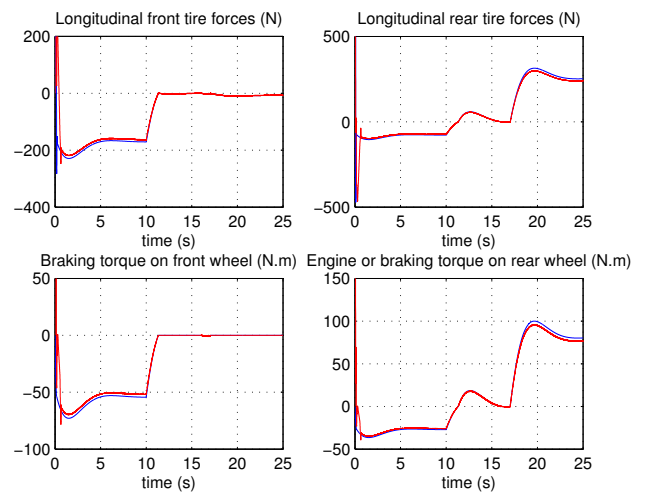 Longitudinal front tire forces (N)
200
0
−200
−400
0 5 10 15 20 25
time (s)
Longitudinal rear tire forces (N)
500
0
−500
0 5 10 15 20 25
time (s)
Braking torque on front wheel (N.m)
50
0
−50
−100
0 5 10 15 20 25
time (s)
Engine or braking torque on rear wheel (N.m)
150
100
50
0
−50
0 5 10 15 20 25
time (s)